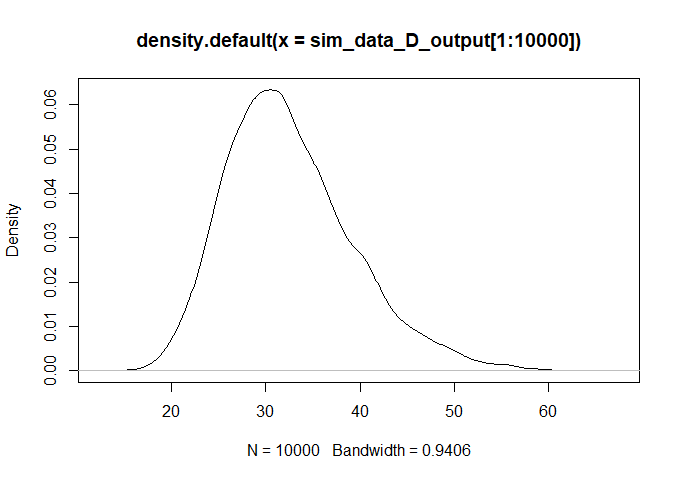 density.default(x = sim_data_D_output[1:10000])
Density
0.06
0.05
0.04
0.03
0.02
0.01
0.00
20 30 40 50 60
N = 10000 Bandwidth = 0.9406